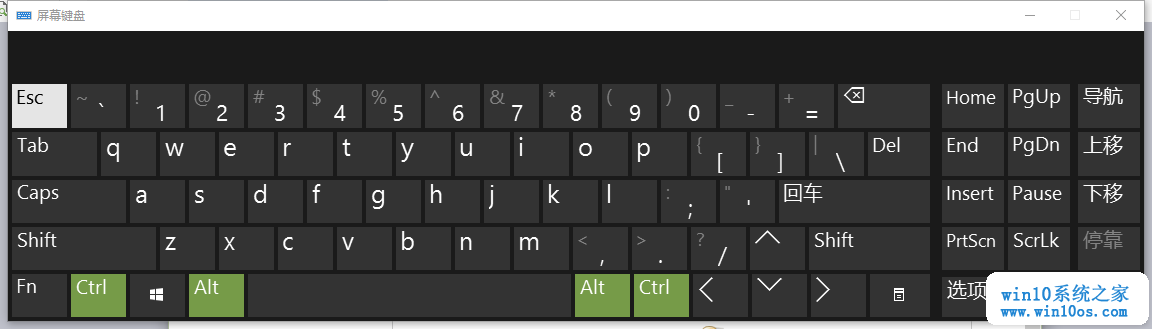 屏幕键盘
Esc ~ ` ! 1 @ 2 # 3 $ 4 % 5 ^ 6 & 7 * 8 ( 9 ) 0 _ - + = Home PgUp 导航
Tab q w e r t y u i o p { [ } ] | \ Del End PgDn 上移
Caps a s d f g h j k l : ; " ' 回车 Insert Pause 下移
Shift z x c v b n m < , > . ? / Shift PrtScn ScrLk 停靠
Fn Ctrl Alt Alt Ctrl 选项
win10系统之家
www.win10os.com